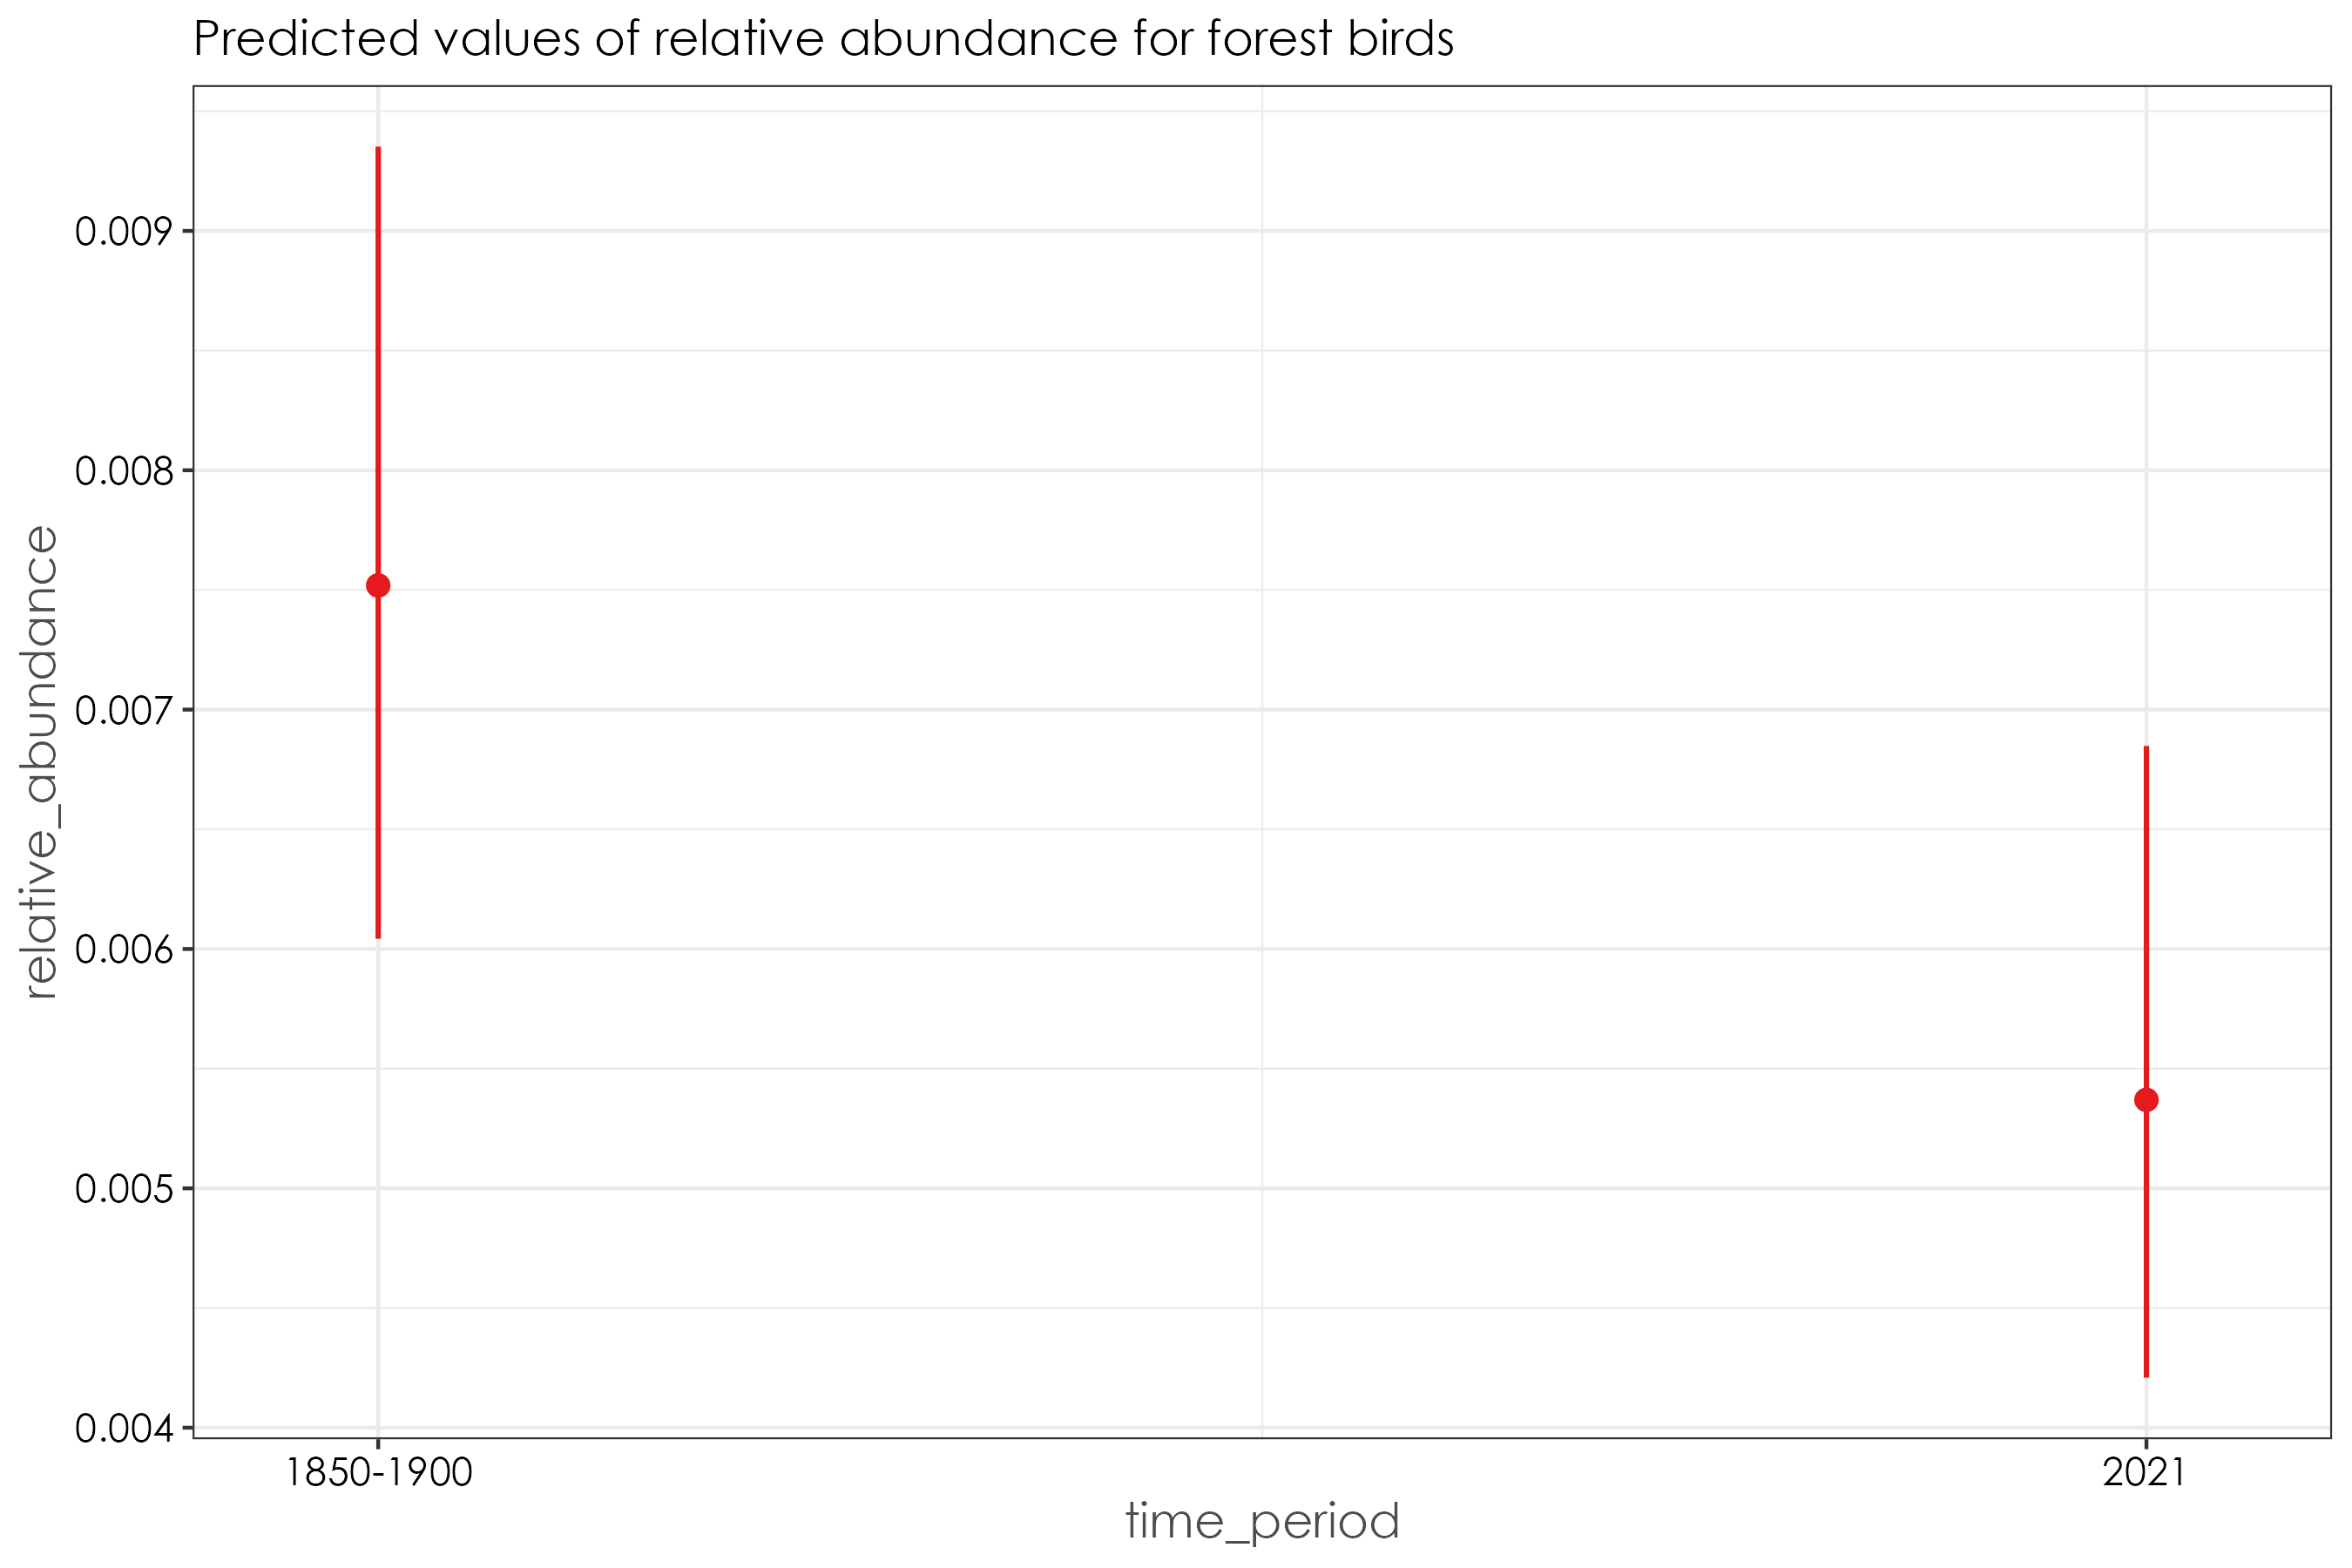 Predicted values of relative abundance for forest birds
relative_abundance
0.009
0.008
0.007
0.006
0.005
0.004
1850-1900
2021
time_period